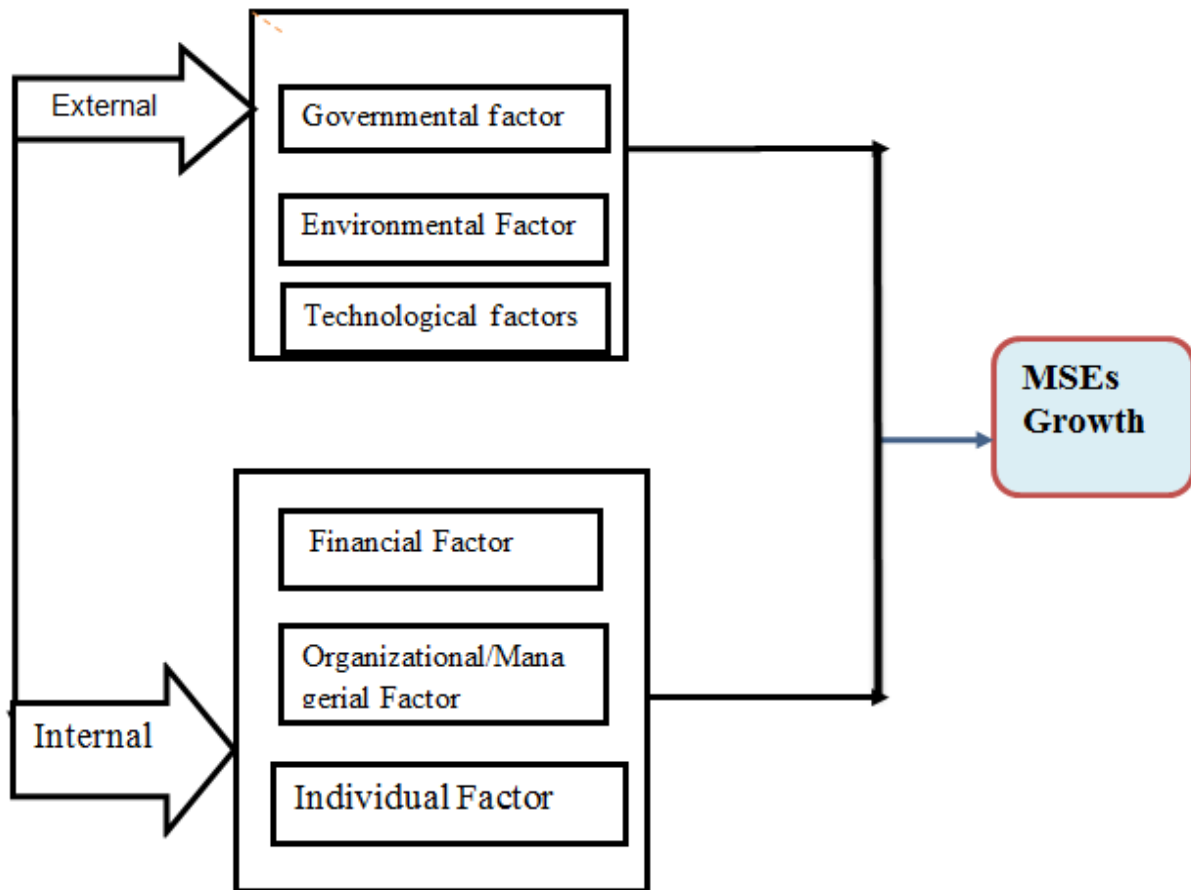 External
Governmental factor
Environmental Factor
Technological factors
MSEs
Growth
Financial Factor
Organizational/Mana
gerial Factor
Internal
Individual Factor